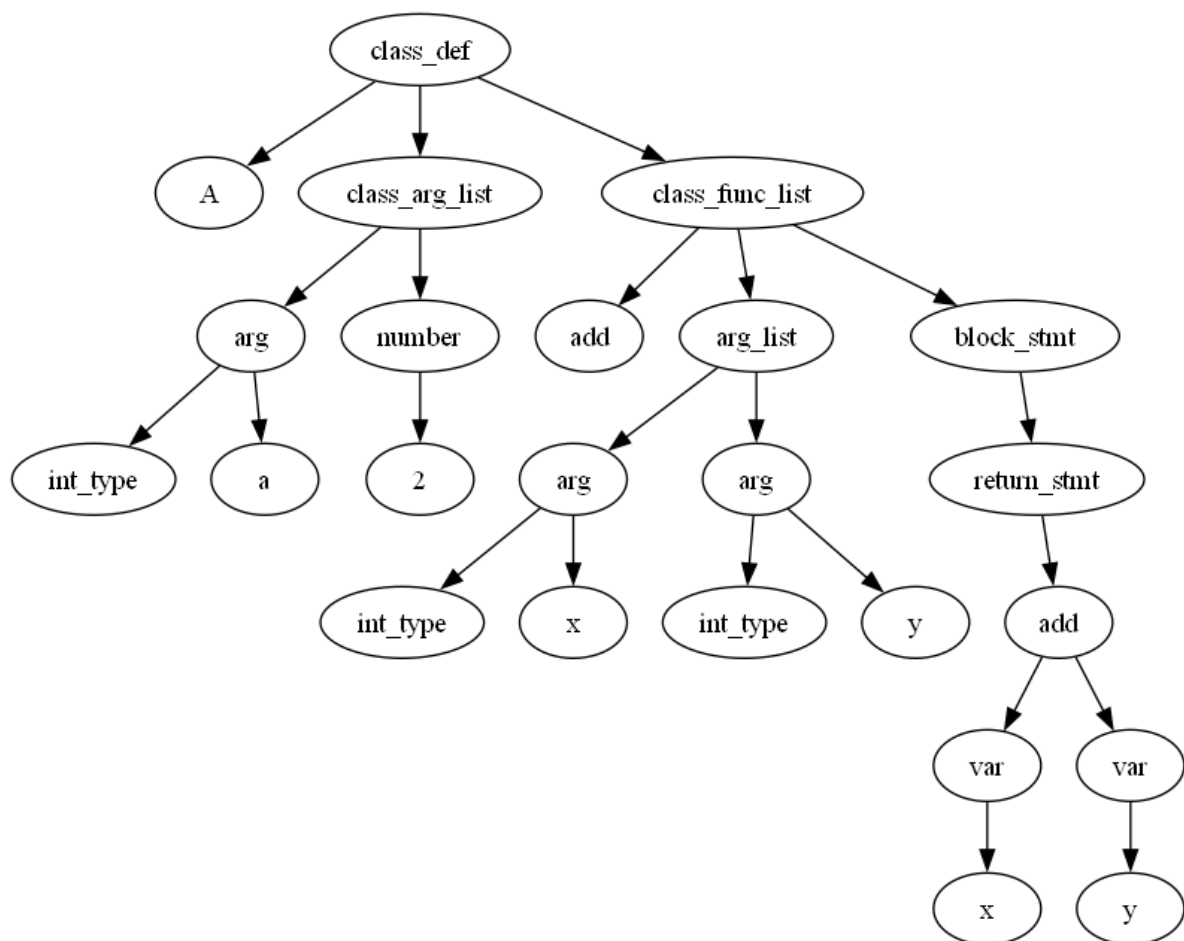 class_def
A
class_arg_list
class_func_list
arg
number
add
arg_list
block_stmt
int_type
a
2
arg
arg
return_stmt
int_type
x
int_type
y
add
var
var
x
y